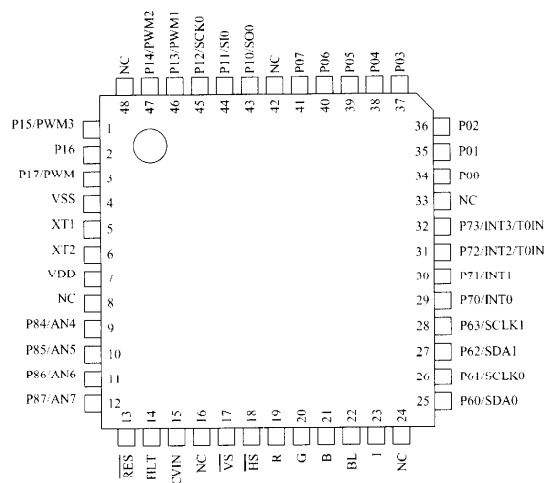 NC
P14/PWM2
P13/PWM1
P12/SCK0
P11/SI0
P10/SO0
NC
P07
P06
P05
P04
P03
48
47
46
45
44
43
42
41
40
39
38
37
P15/PWM3 1
P16 2
P17/PWM 3
VSS 4
XT1 5
XT2 6
VDD 7
NC 8
P84/AN4 9
P85/AN5 10
P86/AN6 11
P87/AN7 12
36 P02
35 P01
34 P00
33 NC
32 P73/INT3/T0IN
31 P72/INT2/T0IN
30 P71/INT1
29 P70/INT0
28 P63/SCLK1
27 P62/SDA1
26 P61/SCLK0
25 P60/SDA0
13
14
15
16
17
18
19
20
21
22
23
24
RES
FILT
CVIN
NC
VS
HS
R
G
B
BL
I
NC